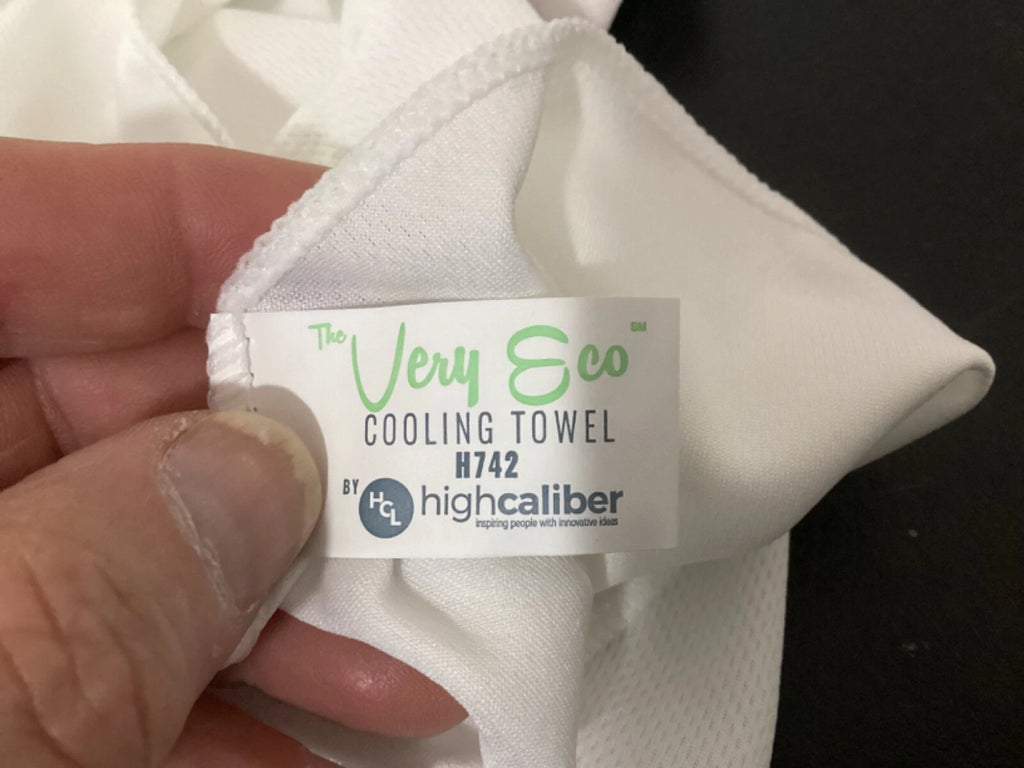 The Very Eco SM
COOLING TOWEL
H742
BY HCL highcaliber
inspiring people with innovative ideas